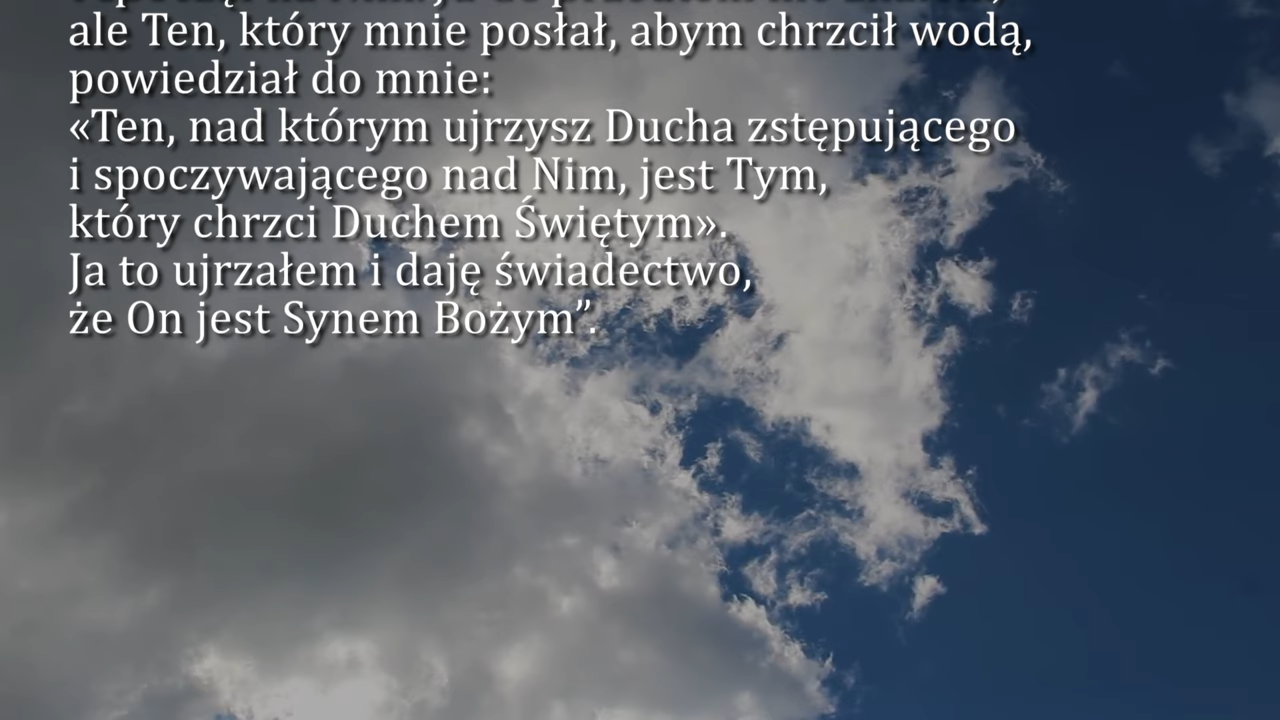 ale Ten, który mnie posłał, abym chrzcił wodą,
powiedział do mnie:
«Ten, nad którym ujrzysz Ducha zstępującego
i spoczywającego nad Nim, jest Tym,
który chrzci Duchem Świętym».
Ja to ujrzałem i daję świadectwo,
że On jest Synem Bożym”.